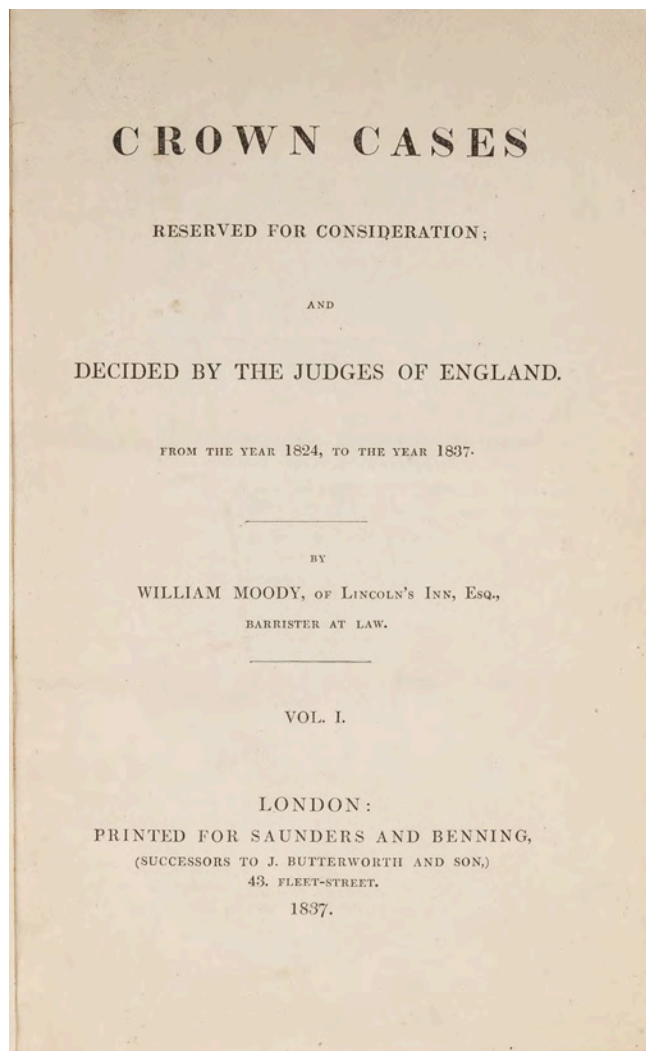 CROWN CASES
RESERVED FOR CONSIDERATION;
AND
DECIDED BY THE JUDGES OF ENGLAND.
FROM THE YEAR 1824, TO THE YEAR 1837.
BY
WILLIAM MOODY, OF LINCOLN'S INN, ESQ.,
BARRISTER AT LAW.
VOL. I.
LONDON:
PRINTED FOR SAUNDERS AND BENNING,
(SUCCESSORS TO J. BUTTERWORTH AND SON,)
43. FLEET-STREET.
1837.